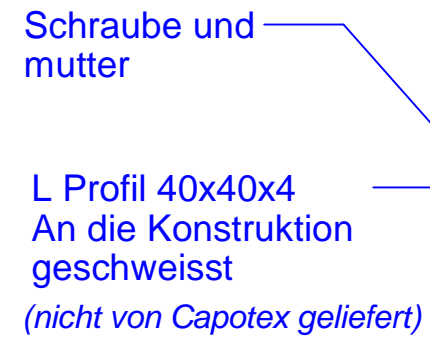 Schraube und
mutter
L Profil 40x40x4
An die Konstruktion
geschweisst
(nicht von Capotex geliefert)